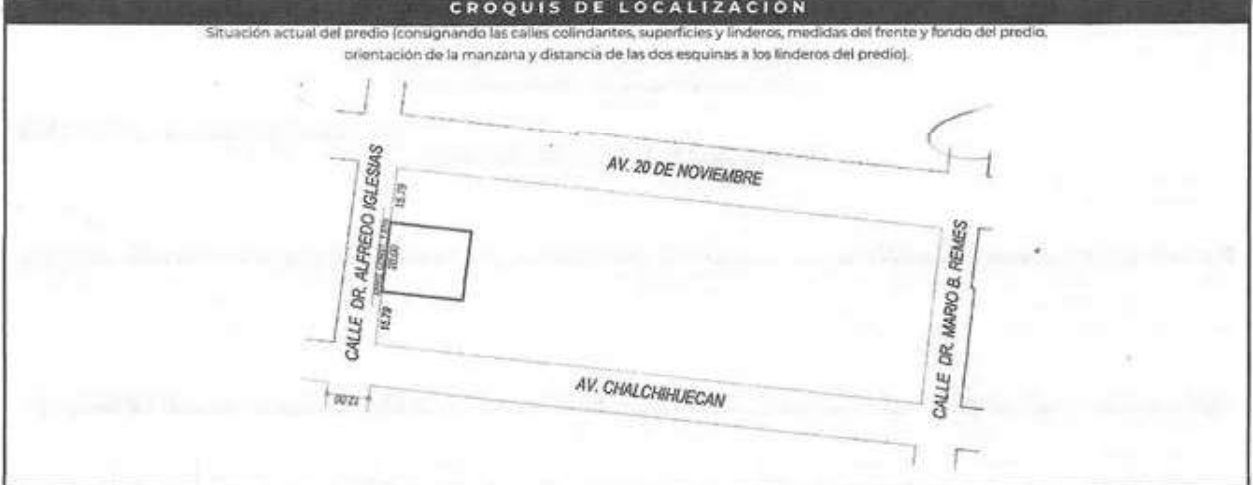 CROQUIS DE LOCALIZACIÓN
Situación actual del predio (consignando las calles colindantes, superficies y linderos, medidas del frente y fondo del predio,
orientación de la manzana y distancia de las dos esquinas a los linderos del predio).
AV. 20 DE NOVIEMBRE
CALLE DR. ALFREDO IGLESIAS
15.79
15.79
CALLE DR. MARIO B. REMES
AV. CHALCHIHUECAN
12.00